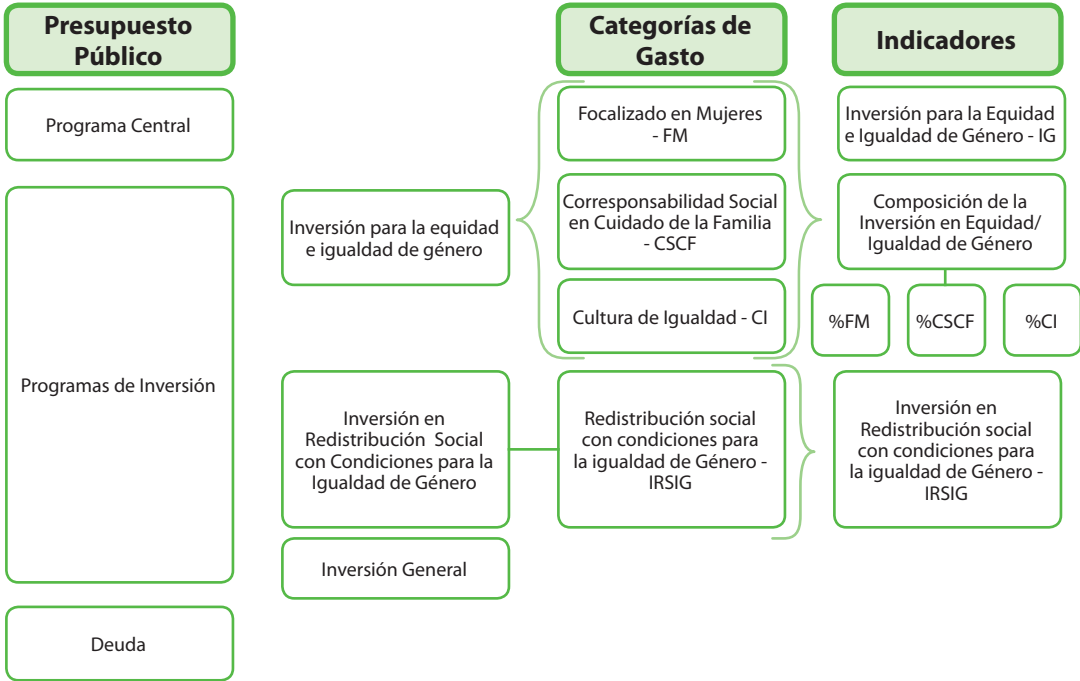 Presupuesto
Público
Categorías de
Gasto
Indicadores
Programa Central
Programas de Inversión
Deuda
Inversión para la equidad
e igualdad de género
Inversión en
Redistribución Social
con Condiciones para la
Igualdad de Género
Inversión General
Focalizado en Mujeres
- FM
Corresponsabilidad Social
en Cuidado de la Familia
- CSCF
Cultura de Igualdad - CI
Redistribución social
con condiciones para
la igualdad de Género -
IRSIG
Inversión para la Equidad
e Igualdad de Género - IG
Composición de la
Inversión en Equidad/
Igualdad de Género
%FM
%CSCF
%CI
Inversión en
Redistribución social
con condiciones para
la igualdad de Género -
IRSIG